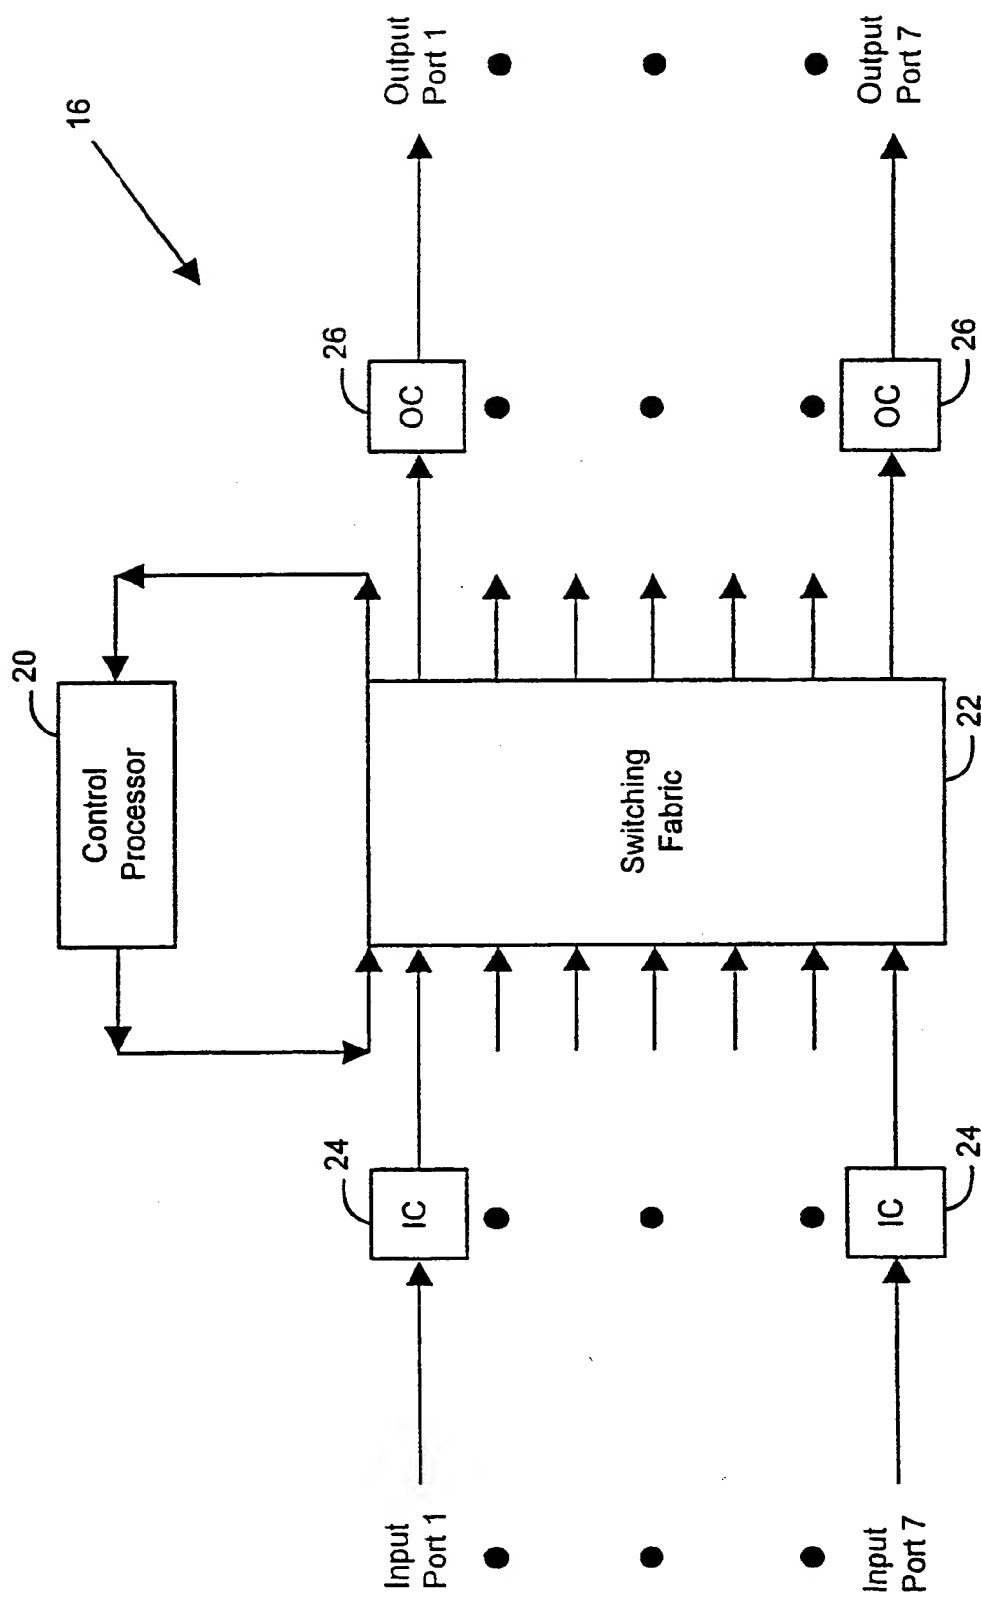 16
20
Control
Processor
Input
Port 1
24
IC
Switching
Fabric
26
OC
Output
Port 1
Input
Port 7
IC
24
22
OC
26
Output
Port 7